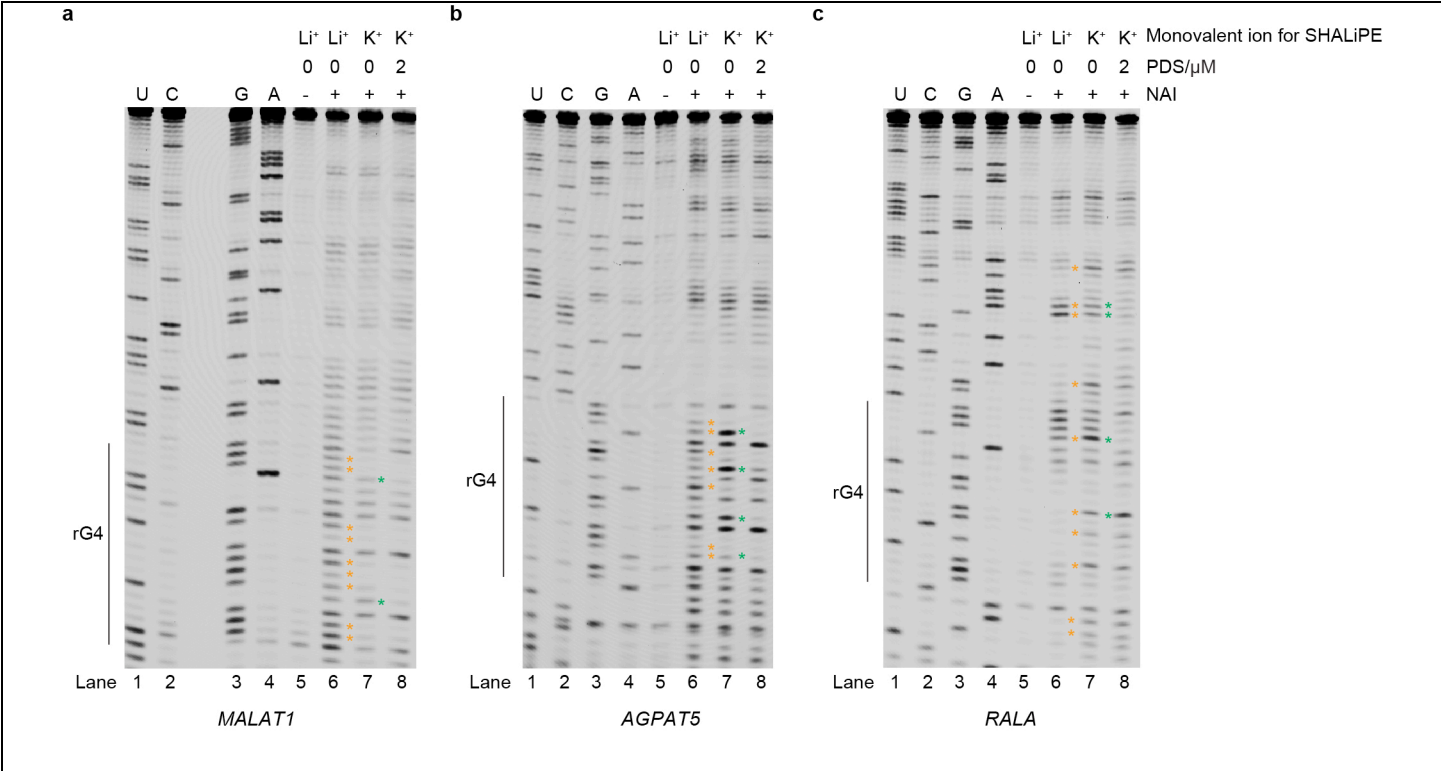 a b c
Li⁺ Li⁺ K⁺ K⁺ Li⁺ Li⁺ K⁺ K⁺ Li⁺ Li⁺ K⁺ K⁺ Monovalent ion for SHALiPE
0 0 0 2 0 0 0 2 0 0 0 2 PDS/μM
U C G A - + + + U C G A - + + + U C G A - + + + NAI
* * * * * * * * * * * * * * * * * * * * * * * * * * * * * * * * * * * *
rG4 rG4 rG4
Lane 1 2 3 4 5 6 7 8 Lane 1 2 3 4 5 6 7 8 Lane 1 2 3 4 5 6 7 8
MALAT1 AGPAT5 RALA